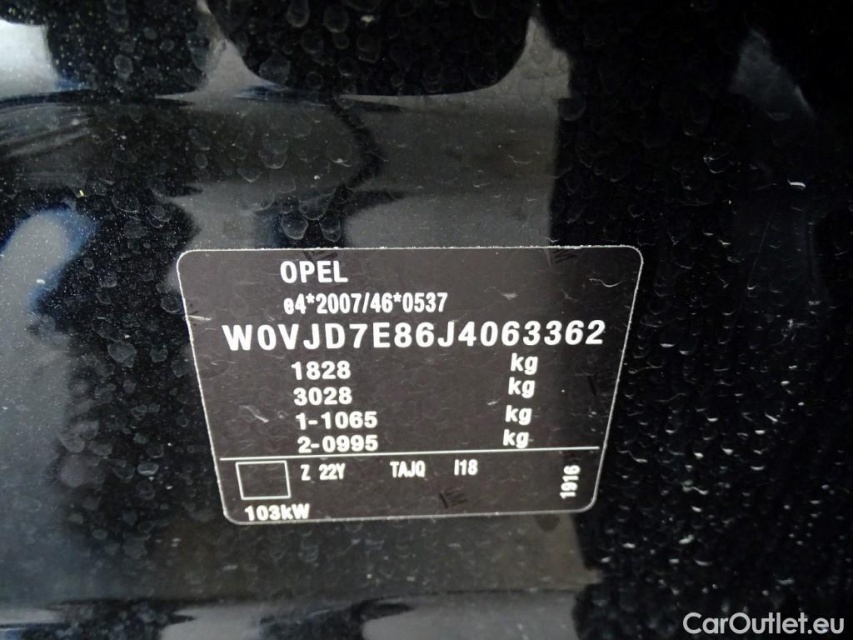 OPEL
e4*2007/46*0537
W0VJD7E86J4063362
1828 kg
3028 kg
1-1065 kg
2-0995 kg
Z 22Y TAJQ I18
1916
103kW
CarOutlet.eu